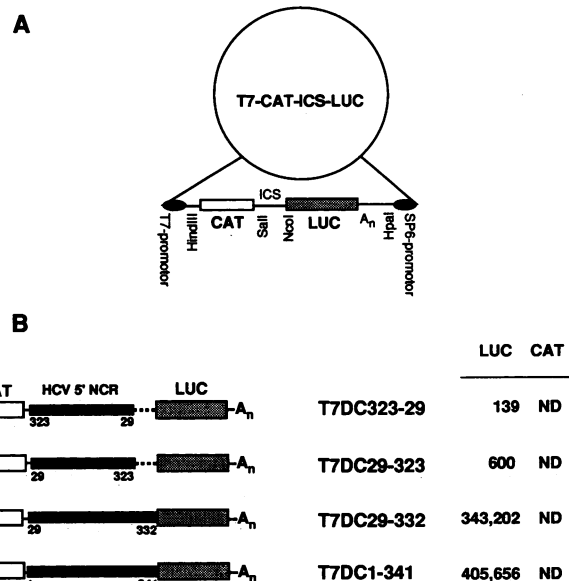 A
T7-CAT-ICS-LUC
ICS
T7-promotor
HindIII
CAT
SalI
NcoI
LUC
An
HpaI
SP6-promotor
B
LUC CAT
AT HCV 5' NCR LUC
323 29 An T7DC323-29 139 ND
29 323 An T7DC29-323 600 ND
29 332 An T7DC29-332 343,202 ND
An T7DC1-341 405,656 ND